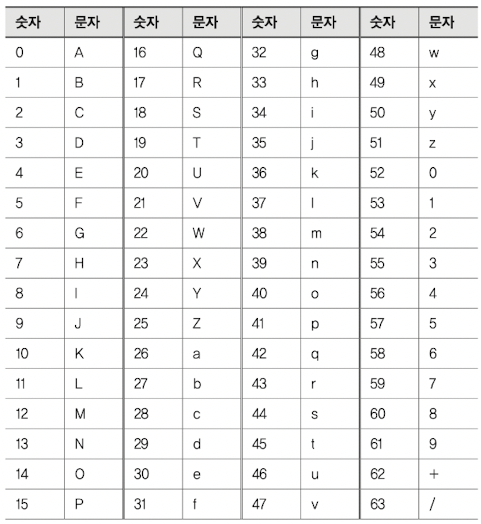 숫자 문자 숫자 문자 숫자 문자 숫자 문자
0 A 16 Q 32 g 48 w
1 B 17 R 33 h 49 x
2 C 18 S 34 i 50 y
3 D 19 T 35 j 51 z
4 E 20 U 36 k 52 0
5 F 21 V 37 l 53 1
6 G 22 W 38 m 54 2
7 H 23 X 39 n 55 3
8 I 24 Y 40 o 56 4
9 J 25 Z 41 p 57 5
10 K 26 a 42 q 58 6
11 L 27 b 43 r 59 7
12 M 28 c 44 s 60 8
13 N 29 d 45 t 61 9
14 O 30 e 46 u 62 +
15 P 31 f 47 v 63 /